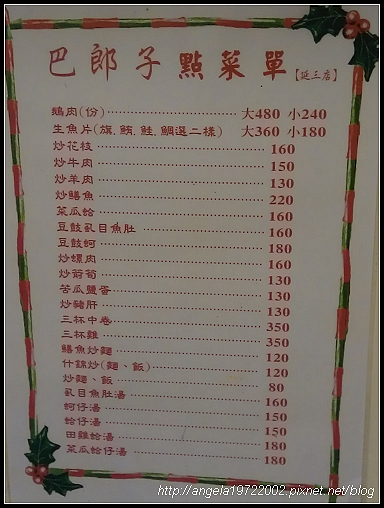 巴郎子點菜單【延三店】
鵝肉(份)⋯⋯⋯⋯⋯⋯⋯⋯⋯大480 小240
生魚片(旗.鮪.鮭.鯛選二樣) 大360 小180
炒花枝⋯⋯⋯⋯⋯⋯⋯⋯⋯160
炒牛肉⋯⋯⋯⋯⋯⋯⋯⋯⋯150
炒羊肉⋯⋯⋯⋯⋯⋯⋯⋯⋯130
炒鱔魚⋯⋯⋯⋯⋯⋯⋯⋯⋯220
菜瓜蛤⋯⋯⋯⋯⋯⋯⋯⋯⋯160
豆鼓虱目魚肚⋯⋯⋯⋯⋯⋯160
豆鼓蚵⋯⋯⋯⋯⋯⋯⋯⋯⋯180
炒螺肉⋯⋯⋯⋯⋯⋯⋯⋯⋯160
炒箭筍⋯⋯⋯⋯⋯⋯⋯⋯⋯130
苦瓜鹽蛋⋯⋯⋯⋯⋯⋯⋯⋯130
炒豬肝⋯⋯⋯⋯⋯⋯⋯⋯⋯130
三杯中卷⋯⋯⋯⋯⋯⋯⋯⋯350
三杯雞⋯⋯⋯⋯⋯⋯⋯⋯⋯350
鱔魚炒麵⋯⋯⋯⋯⋯⋯⋯⋯120
什錦炒(麵、飯)⋯⋯⋯⋯⋯120
炒麵、飯⋯⋯⋯⋯⋯⋯⋯⋯80
虱目魚肚湯⋯⋯⋯⋯⋯⋯⋯160
蚵仔湯⋯⋯⋯⋯⋯⋯⋯⋯⋯150
蛤仔湯⋯⋯⋯⋯⋯⋯⋯⋯⋯150
田雞蛤湯⋯⋯⋯⋯⋯⋯⋯⋯180
菜瓜蛤仔湯⋯⋯⋯⋯⋯⋯⋯180
http://angela19722002.pixnet.net/blog